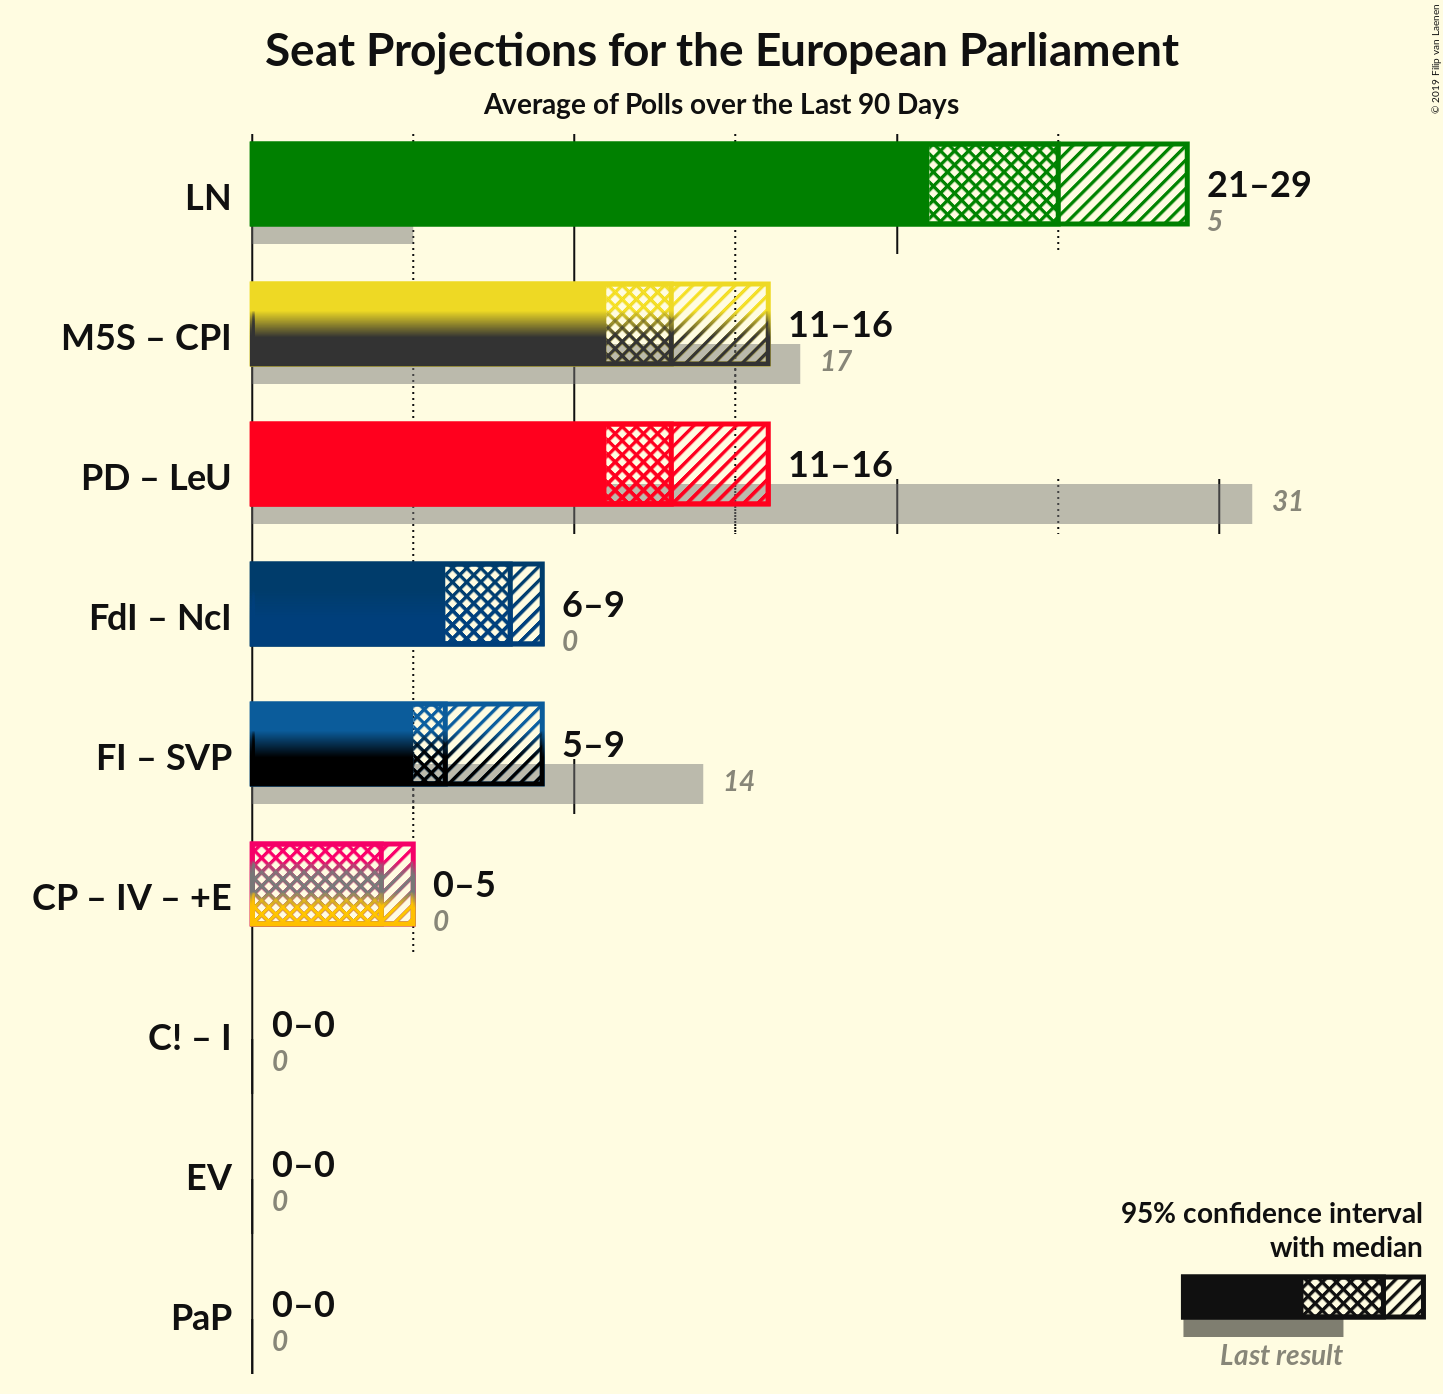 Seat Projections for the European Parliament
Average of Polls over the Last 90 Days
© 2019 Filip van Laenen
LN
21–29
5
M5S – CPI
11–16
17
PD – LeU
11–16
31
FdI – NcI
6–9
0
FI – SVP
5–9
14
CP – IV – +E
0–5
0
C! – I
0–0
0
EV
0–0
0
PaP
0–0
0
95% confidence interval
with median
Last result